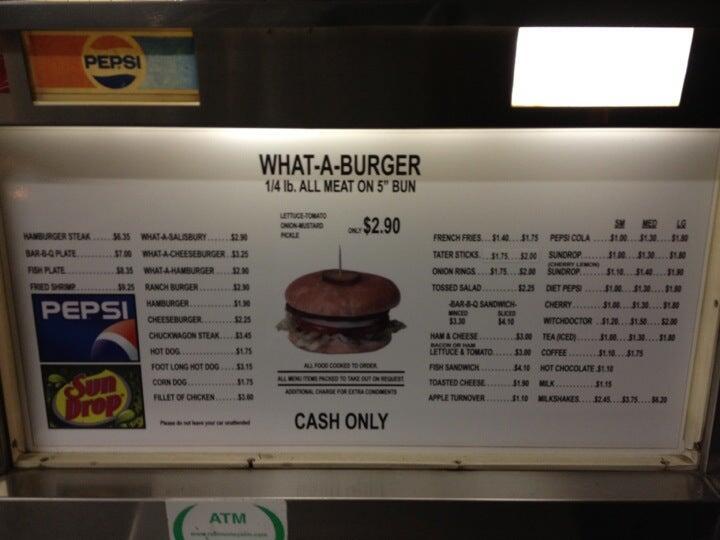 PEPSI
WHAT-A-BURGER
1/4 lb. ALL MEAT ON 5" BUN
LETTUCE-TOMATO
ONION-MUSTARD
PICKLE
ONLY $2.90
HAMBURGER STEAK ...... $6.35
BAR-B-Q PLATE ...... $7.00
FISH PLATE ...... $8.35
FRIED SHRIMP ...... $9.25
PEPSI
Sun Drop
WHAT-A-SALISBURY ...... $2.90
WHAT-A-CHEESEBURGER .. $3.25
WHAT-A-HAMBURGER ...... $2.90
RANCH BURGER ...... $2.90
HAMBURGER ...... $1.90
CHEESEBURGER ...... $2.25
CHUCKWAGON STEAK .... $3.45
HOT DOG ...... $1.75
FOOT LONG HOT DOG .... $3.15
CORN DOG ...... $1.75
FILLET OF CHICKEN ...... $3.60
Please do not leave your car unattended
ALL FOOD COOKED TO ORDER
ALL MENU ITEMS PACKED TO TAKE OUT ON REQUEST
ADDITIONAL CHARGE FOR EXTRA CONDIMENTS
CASH ONLY
FRENCH FRIES .... $1.40 .... $1.75
TATER STICKS .... $1.75 .... $2.00
ONION RINGS .... $1.75 .... $2.00
TOSSED SALAD ...... $2.25
-BAR-B-Q SANDWICH-
MINCED SLICED
$3.30 $4.10
HAM & CHEESE ...... $3.00
BACON OR HAM
LETTUCE & TOMATO ...... $3.00
FISH SANDWICH ...... $4.10
TOASTED CHEESE ...... $1.90
APPLE TURNOVER ...... $1.10
SM MED LG
PEPSI COLA .... $1.00 .... $1.30 .... $1.80
SUNDROP .... $1.00 .... $1.30 .... $1.80
(CHERRY LEMON)
SUNDROP .... $1.10 .... $1.40 .... $1.90
DIET PEPSI .... $1.00 .... $1.30 .... $1.80
CHERRY .... $1.00 .... $1.30 .... $1.80
WITCHDOCTOR .... $1.20 .... $1.50 .... $2.00
TEA (ICED) .... $1.00 .... $1.30 .... $1.80
COFFEE .... $1.10 .... $1.75
HOT CHOCOLATE .$1.10
MILK .... $1.15
MILKSHAKES .... $2.45 .... $3.75 .... $6.20
ATM